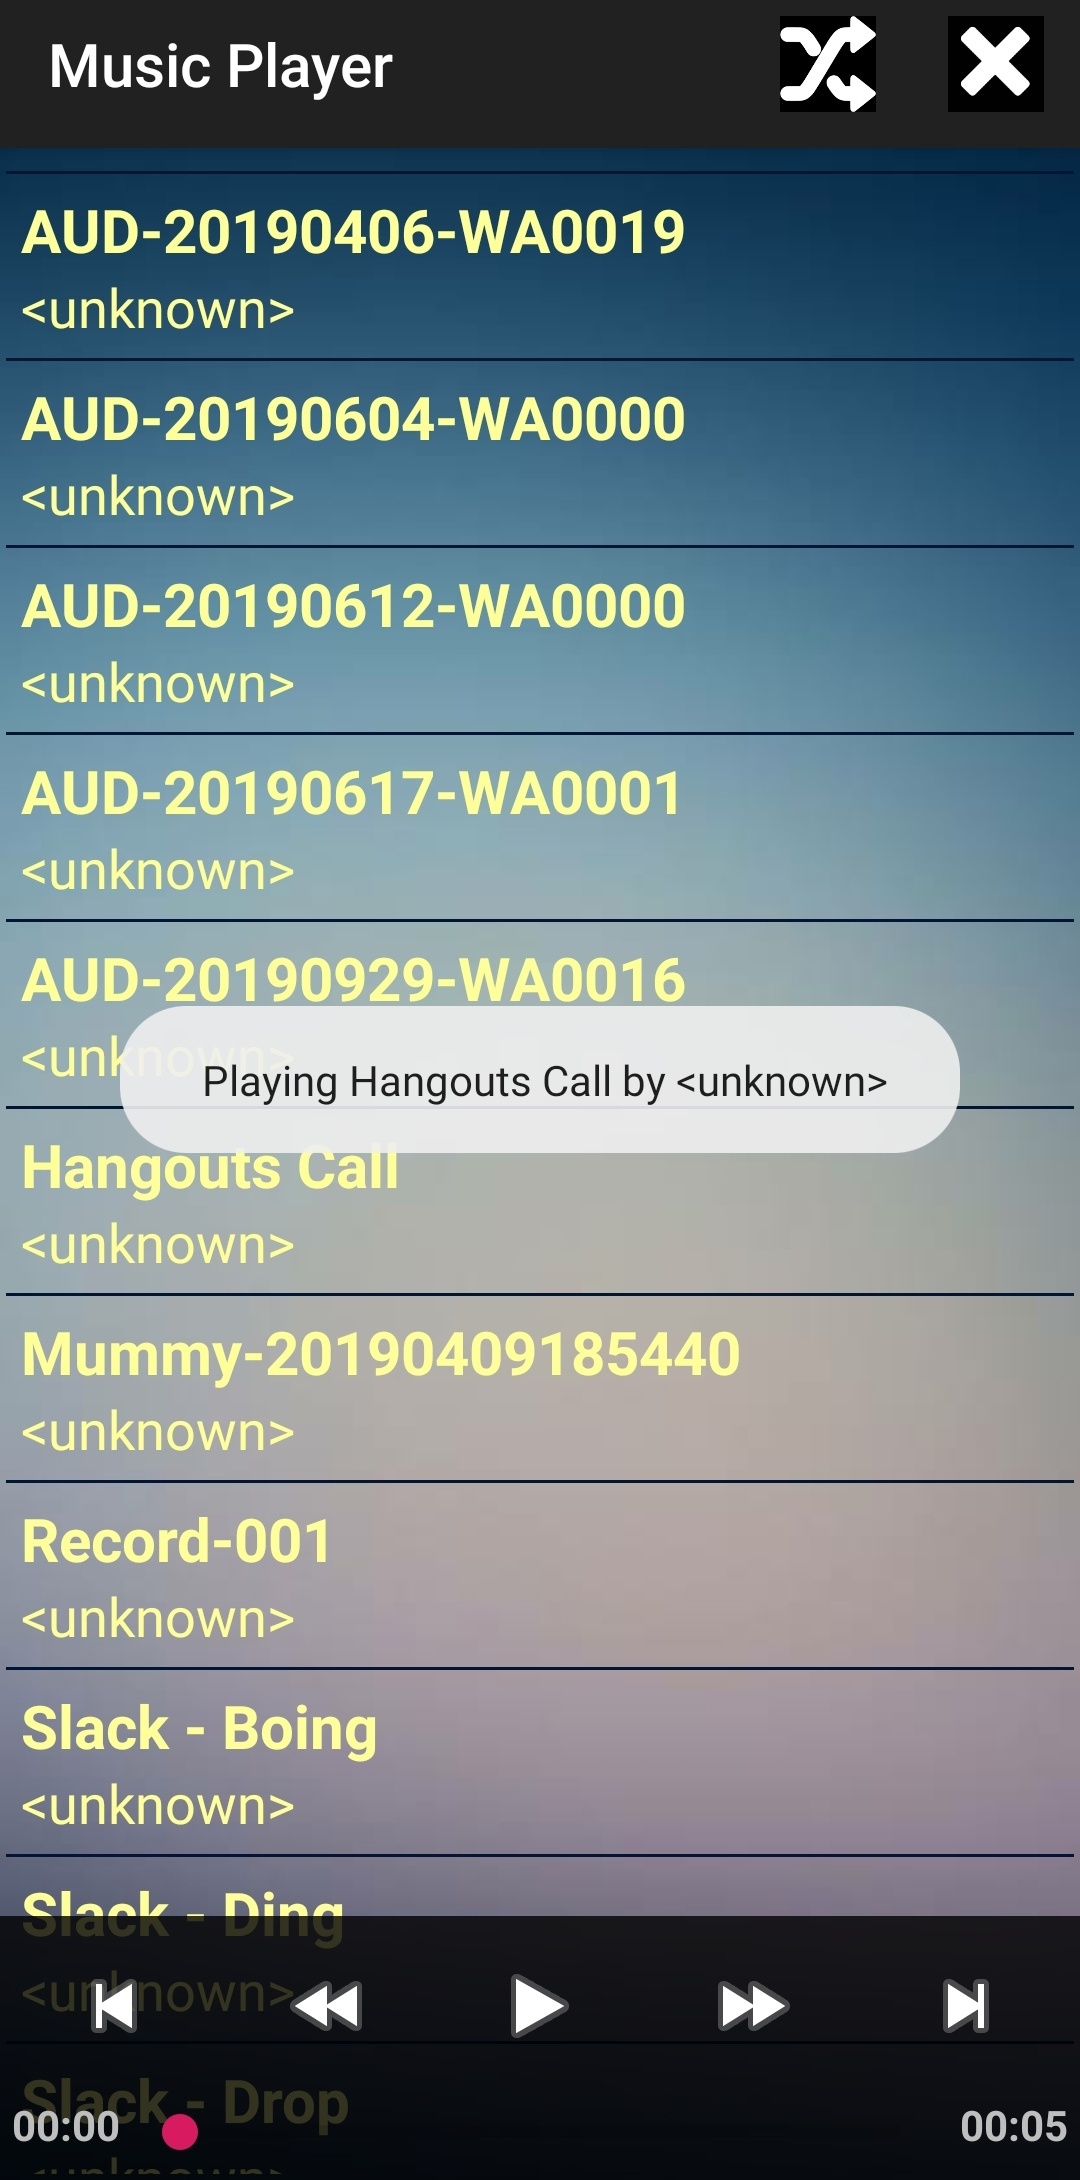 Music Player
AUD-20190406-WA0019
<unknown>
AUD-20190604-WA0000
<unknown>
AUD-20190612-WA0000
<unknown>
AUD-20190617-WA0001
<unknown>
AUD-20190929-WA0016
<unknown>
Playing Hangouts Call by <unknown>
Hangouts Call
<unknown>
Mummy-20190409185440
<unknown>
Record-001
<unknown>
Slack - Boing
<unknown>
Slack - Ding
<unknown>
Slack - Drop
00:00
00:05